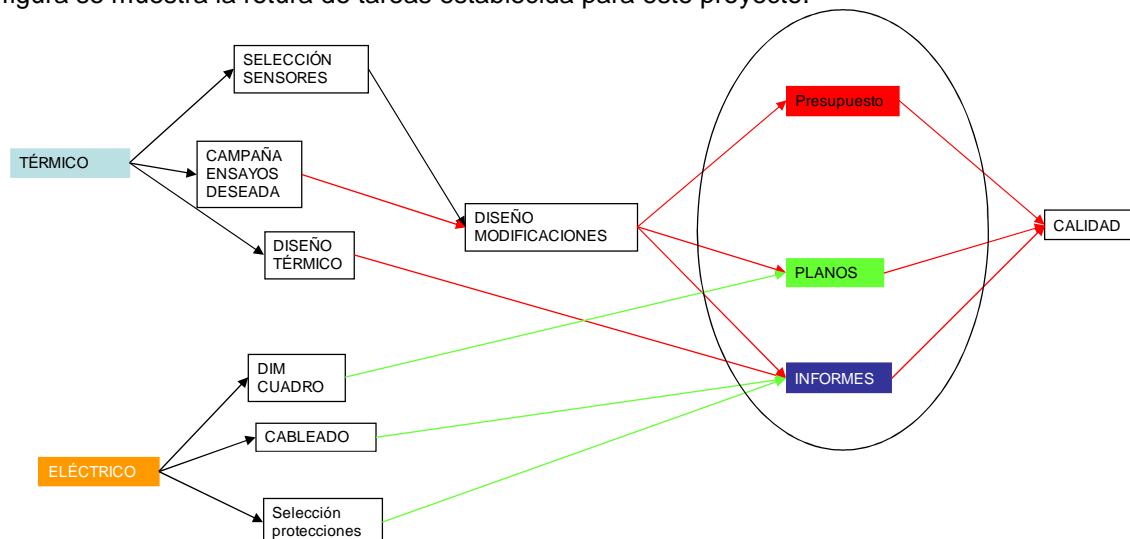 figura se muestra la rotura de tareas establecida para este proyecto.
SELECCIÓN
SENSORES
Presupuesto
TÉRMICO
CAMPAÑA
ENSAYOS
DESEADA
DISEÑO
MODIFICACIONES
CALIDAD
DISEÑO
TÉRMICO
PLANOS
DIM
CUADRO
INFORMES
CABLEADO
ELÉCTRICO
Selección
protecciones